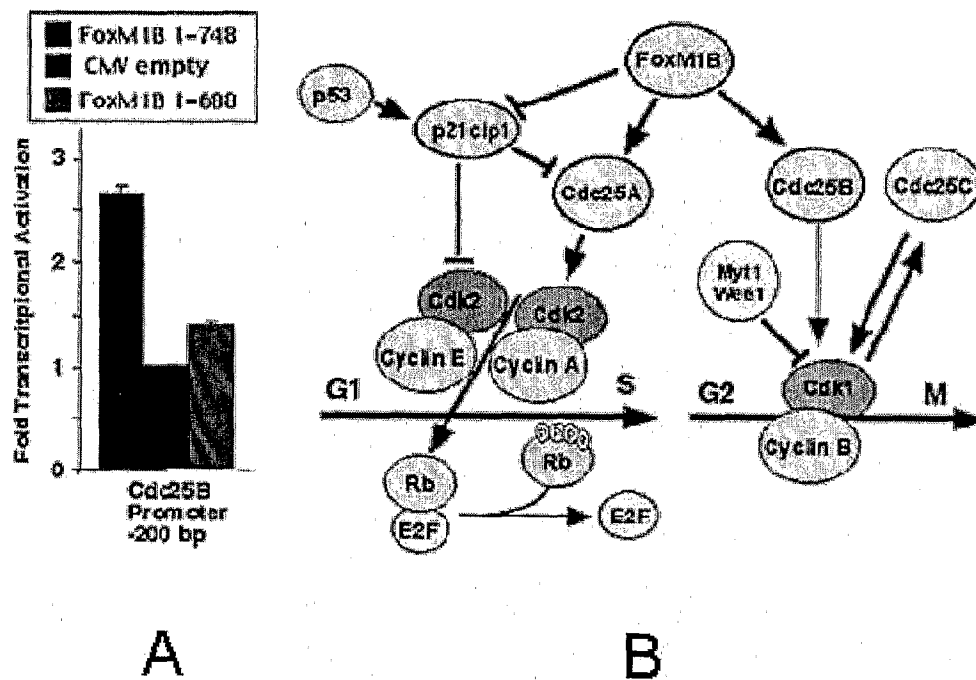 FoxM1B 1-748
CMV empty
FoxM1B 1-600
Fold Transcritpional Activation
3
2
1
0
Cdc25B
Promoter
-200 bp
A
FoxM1B
p53
p21cip1
Cdc25A
Cdc25B
Cdc25C
Myt1
Wee1
Cdk2
Cyclin E
Cdk2
Cyclin A
G1
S
G2
Cdk1
M
Cyclin B
Rb
E2F
Rb
E2F
B